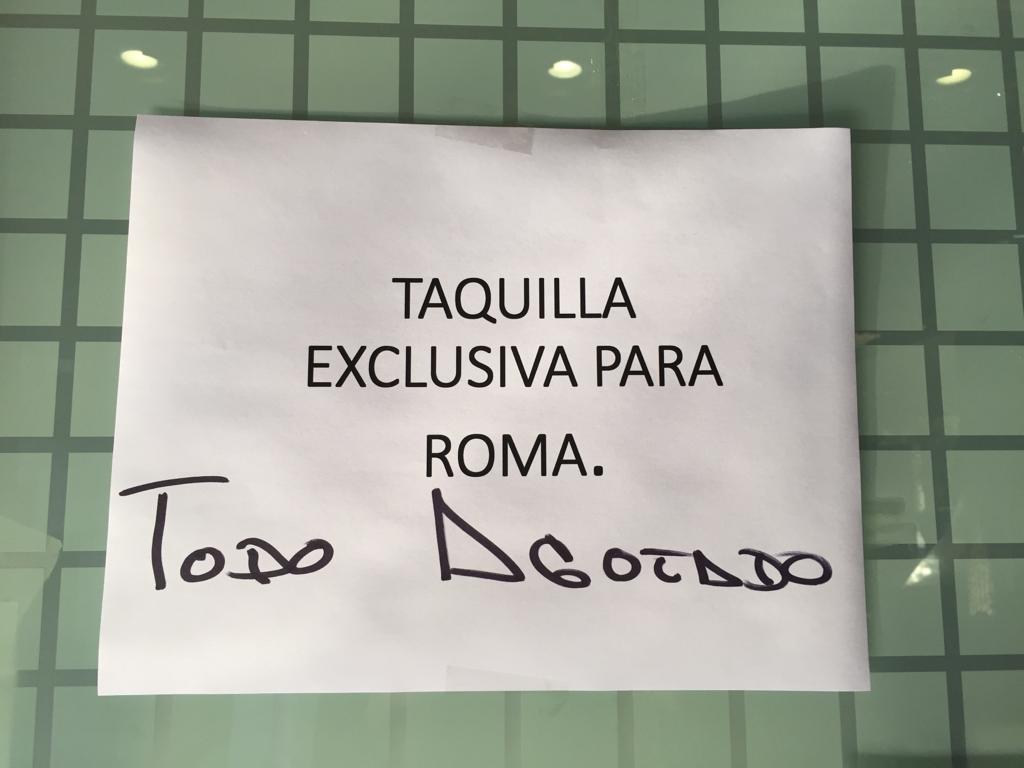 TAQUILLA
EXCLUSIVA PARA
ROMA.
TODO AGOTADO